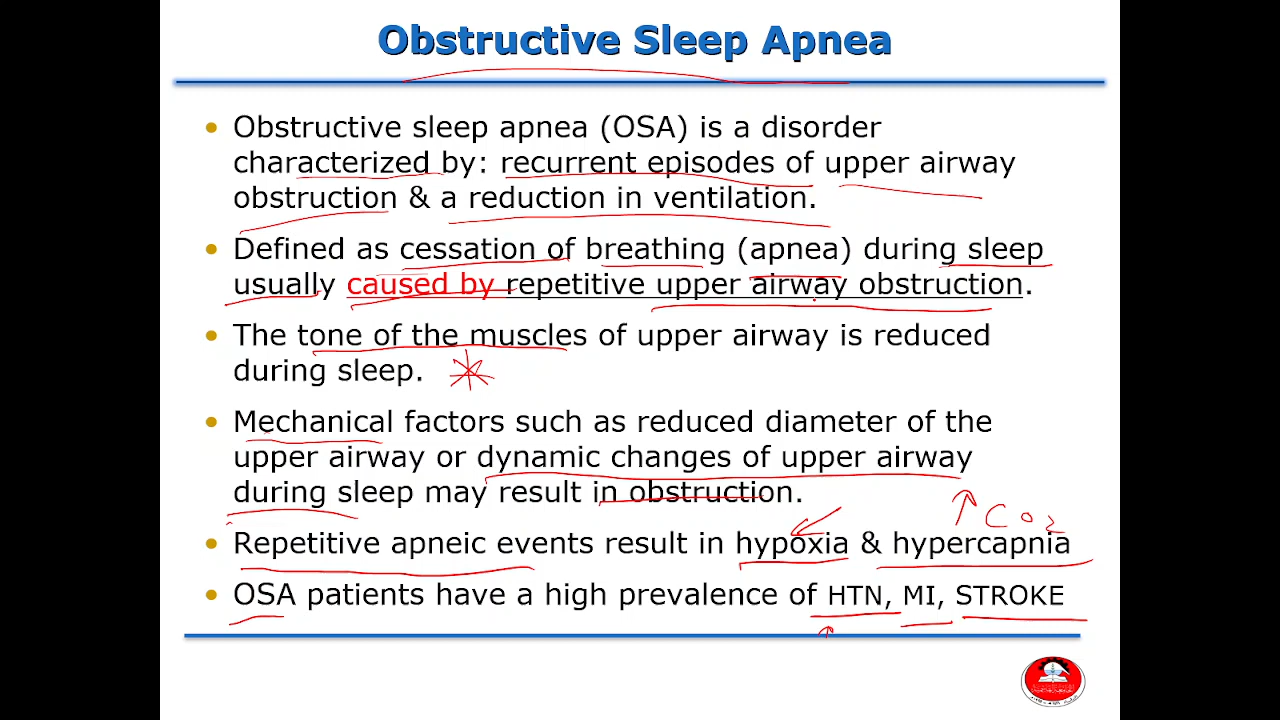 Obstructive Sleep Apnea
• Obstructive sleep apnea (OSA) is a disorder
characterized by: recurrent episodes of upper airway
obstruction & a reduction in ventilation.
• Defined as cessation of breathing (apnea) during sleep
usually caused by repetitive upper airway obstruction.
• The tone of the muscles of upper airway is reduced
during sleep.
• Mechanical factors such as reduced diameter of the
upper airway or dynamic changes of upper airway
during sleep may result in obstruction.
↑ CO2
• Repetitive apneic events result in hypoxia & hypercapnia
• OSA patients have a high prevalence of HTN, MI, STROKE